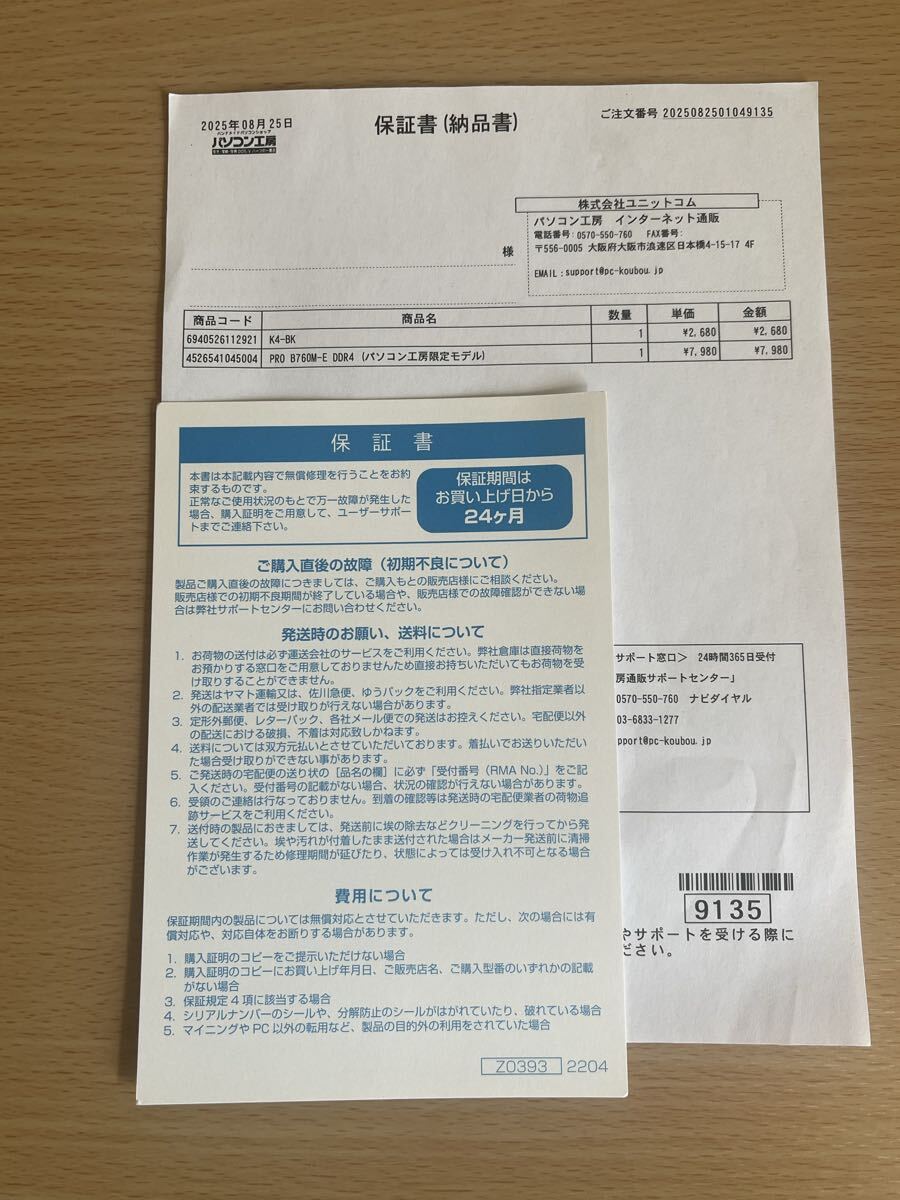 2025年08月25日
ハンドメイドパソコンショップ
パソコン工房
保証書(納品書)
ご注文番号 2025082501049135
株式会社ユニットコム
パソコン工房 インターネット通販
電話番号:0570-550-760 FAX番号:
〒556-0005 大阪府大阪市浪速区日本橋4-15-17 4F
EMAIL:support@pc-koubou.jp
様
商品コード 商品名 数量 単価 金額
6940526112921 K4-BK 1 ¥2,680 ¥2,680
4526541045004 PRO B760M-E DDR4 (パソコン工房限定モデル) 1 ¥7,980 ¥7,980
保証書
本書は本記載内容で無償修理を行うことをお約
束するものです。
正常なご使用状況のもとで万一故障が発生した
場合、購入証明をご用意して、ユーザーサポー
トまでご連絡下さい。
保証期間は
お買い上げ日から
24ヶ月
ご購入直後の故障(初期不良について)
製品ご購入直後の故障につきましては、ご購入もとの販売店様にご相談ください。
販売店様での初期不良期間が終了している場合や、販売店様での故障確認ができない場
合は弊社サポートセンターにお問い合わせください。
発送時のお願い、送料について
1. お荷物の送付は必ず運送会社のサービスをご利用ください。弊社倉庫は直接荷物を
お預かりする窓口をご用意しておりませんため直接お持ちいただいてもお荷物を受
け取りすることができません。
2. 発送はヤマト運輸又は、佐川急便、ゆうパックをご利用ください。弊社指定業者以
外の配送業者では受け取りが行えない場合があります。
3. 定形外郵便、レターパック、各社メール便での発送はお控えください。宅配便以外
の配送における破損、不着は対応致しかねます。
4. 送料については双方元払いとさせていただいております。着払いでお送りいただい
た場合受け取りができない事があります。
5. ご発送時の宅配便の送り状の[品名の欄]に必ず「受付番号(RMA No.)」をご記
入ください。受付番号の記載がない場合、状況の確認が行えない場合があります。
6. 受領のご連絡は行なっておりません。到着の確認等は発送時の宅配便業者の荷物追
跡サービスをご利用ください。
7. 送付時の製品におきましては、発送前に埃の除去などクリーニングを行ってから発
送してください。埃や汚れが付着したまま送付された場合はメーカー発送前に清掃
作業が発生するため修理期間が延びたり、状態によっては受け入れ不可となる場合
がございます。
費用について
保証期間内の製品については無償対応とさせていただきます。ただし、次の場合には有
償対応や、対応自体をお断りする場合があります。
1. 購入証明のコピーをご提示いただけない場合
2. 購入証明のコピーにお買い上げ年月日、ご販売店名、ご購入型番のいずれかの記載
がない場合
3. 保証規定4項に該当する場合
4. シリアルナンバーのシールや、分解防止のシールがはがれていたり、破れている場合
5. マイニングやPC以外の転用など、製品の目的外の利用をされていた場合
Z0393 2204
サポート窓口> 24時間365日受付
房通販サポートセンター」
0570-550-760 ナビダイヤル
03-6833-1277
pport@pc-koubou.jp
9135
やサポートを受ける際に
ださい。